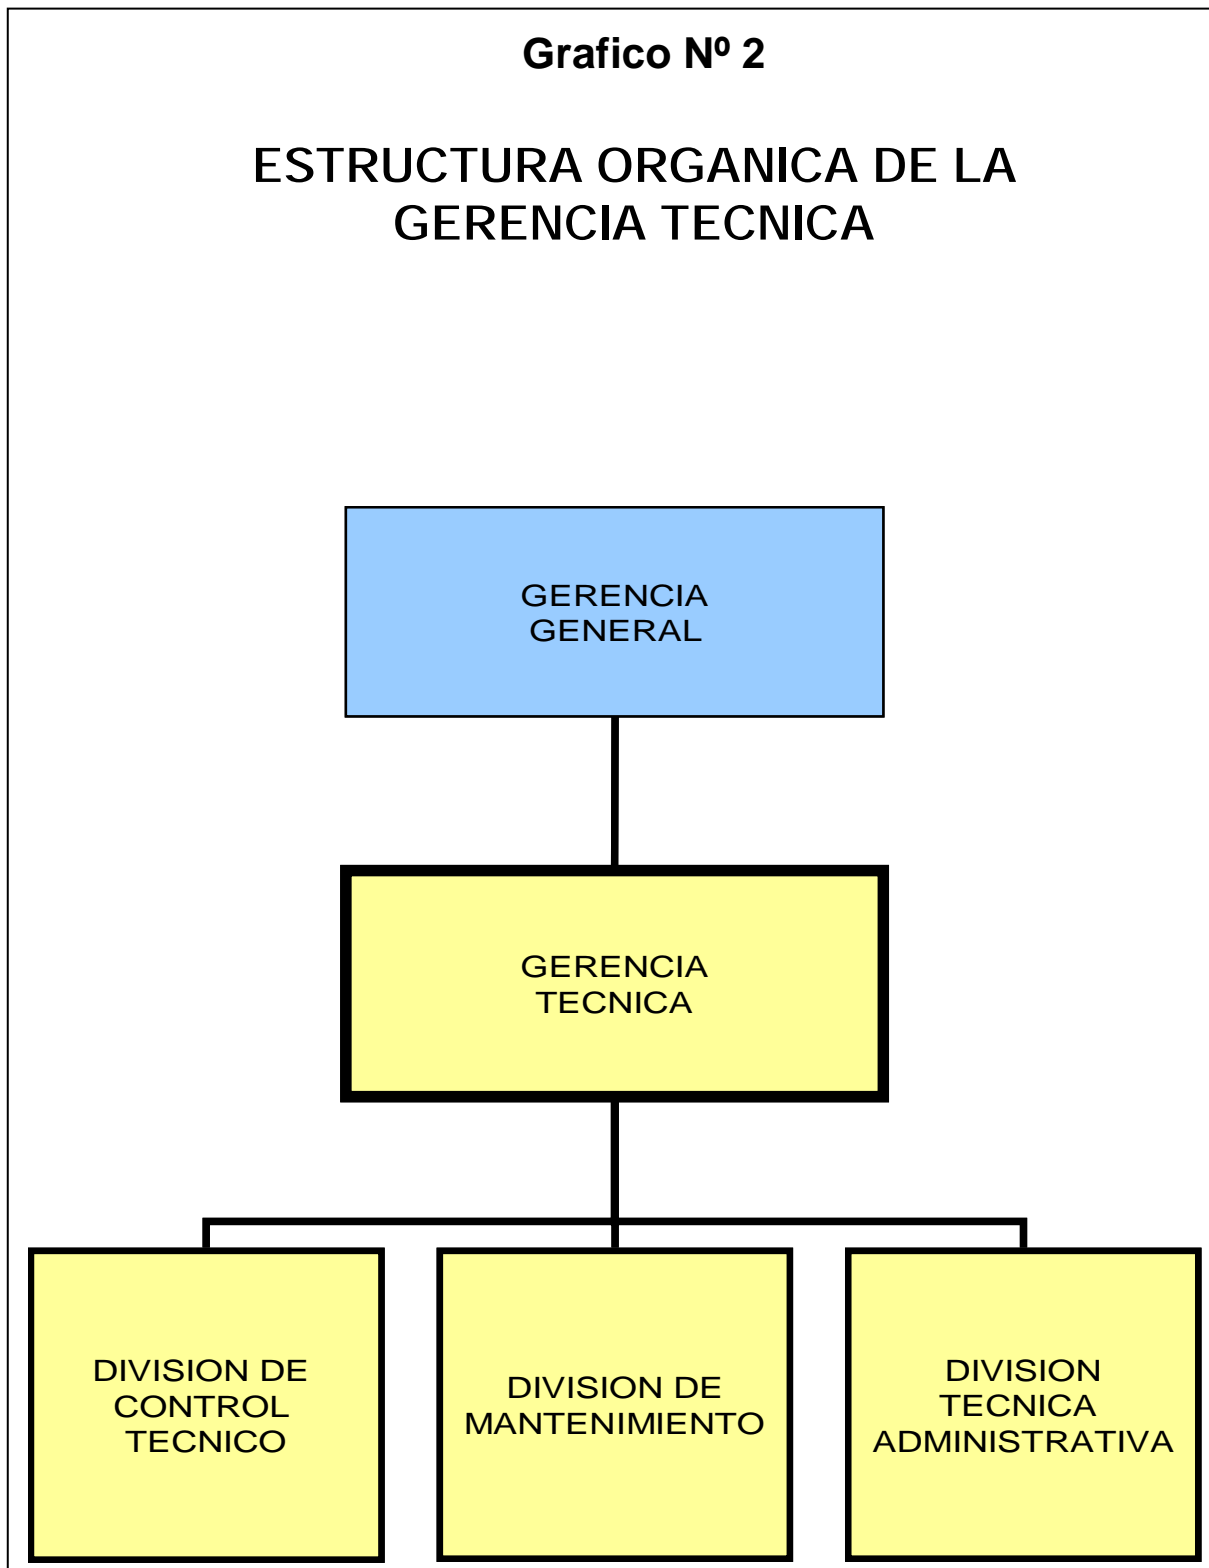 Grafico Nº 2
ESTRUCTURA ORGANICA DE LA
GERENCIA TECNICA
GERENCIA
GENERAL
GERENCIA
TECNICA
DIVISION DE
CONTROL
TECNICO
DIVISION DE
MANTENIMIENTO
DIVISION
TECNICA
ADMINISTRATIVA